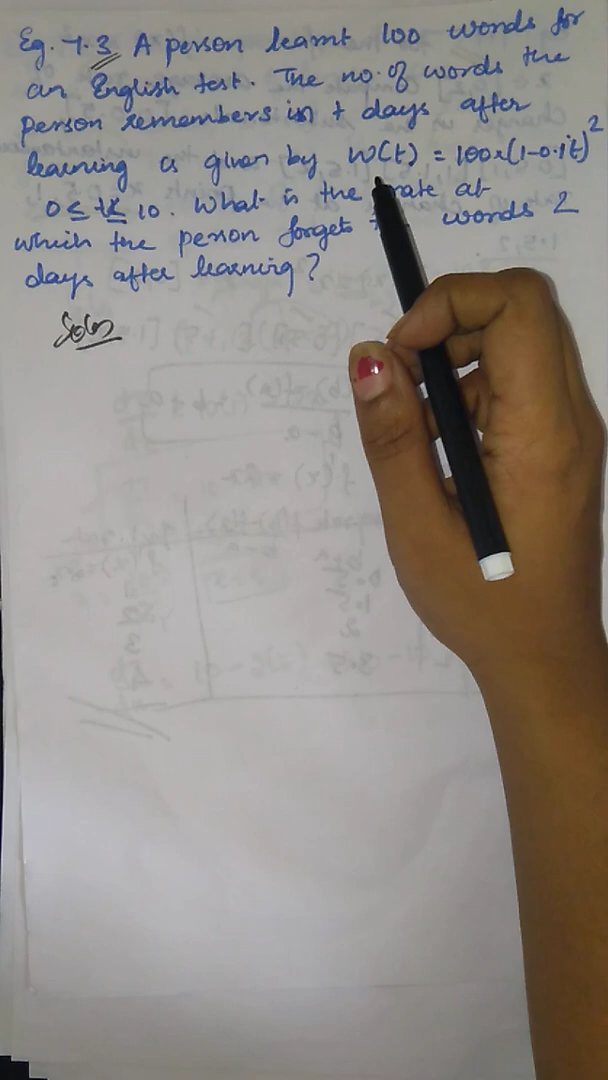 Eg. 7.3 A person learnt 100 words for
an English test. The no. of words the
person remembers in t days after
learning is given by W(t) = 100x(1-0.1t)²
0 ≤ t ≤ 10. What is the rate at
which the person forgets words 2
days after learning?
Soln